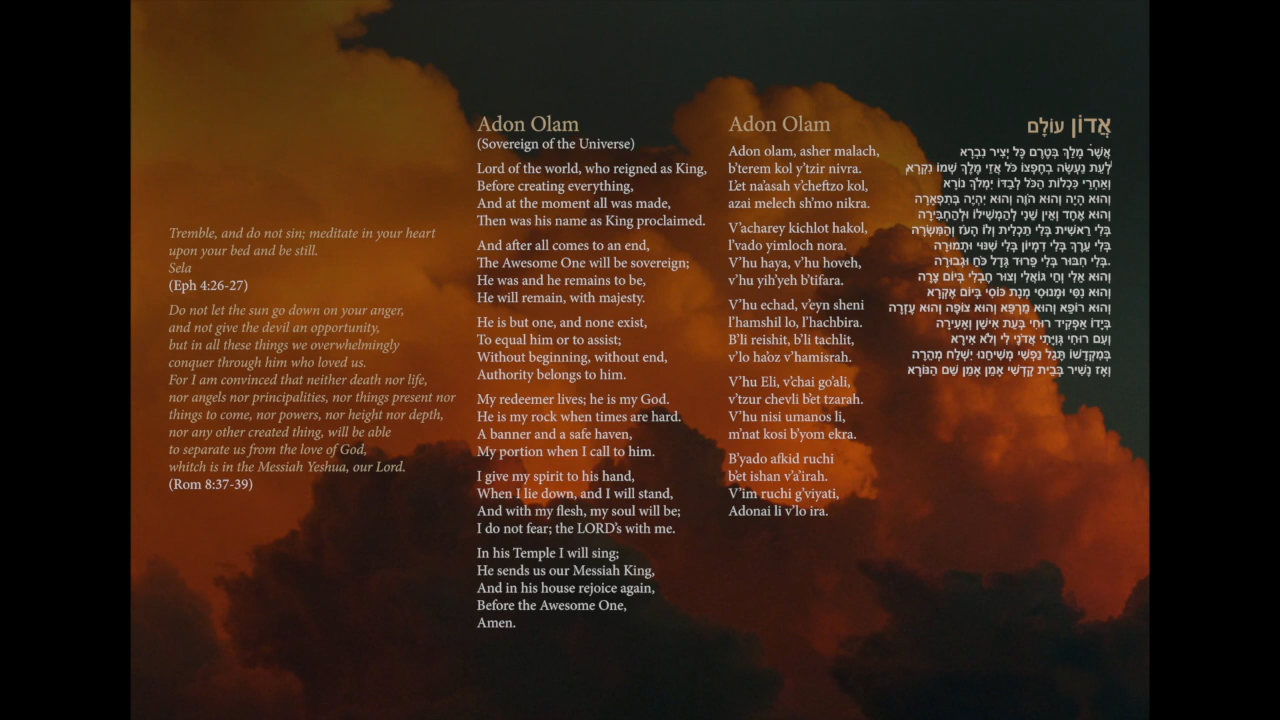 Tremble, and do not sin; meditate in your heart
upon your bed and be still.
Sela
(Eph 4:26-27)
Do not let the sun go down on your anger,
and not give the devil an opportunity,
but in all these things we overwhelmingly
conquer through him who loved us.
For I am convinced that neither death nor life,
nor angels nor principalities, nor things present nor
things to come, nor powers, nor height nor depth,
nor any other created thing, will be able
to separate us from the love of God,
whitch is in the Messiah Yeshua, our Lord.
(Rom 8:37-39)
Adon Olam
(Sovereign of the Universe)
Lord of the world, who reigned as King,
Before creating everything,
And at the moment all was made,
Then was his name as King proclaimed.
And after all comes to an end,
The Awesome One will be sovereign;
He was and he remains to be,
He will remain, with majesty.
He is but one, and none exist,
To equal him or to assist;
Without beginning, without end,
Authority belongs to him.
My redeemer lives; he is my God.
He is my rock when times are hard.
A banner and a safe haven,
My portion when I call to him.
I give my spirit to his hand,
When I lie down, and I will stand,
And with my flesh, my soul will be;
I do not fear; the LORD's with me.
In his Temple I will sing;
He sends us our Messiah King,
And in his house rejoice again,
Before the Awesome One,
Amen.
Adon Olam
Adon olam, asher malach,
b'terem kol y'tzir nivra.
L'et na'asah v'cheftzo kol,
azai melech sh'mo nikra.
V'acharey kichlot hakol,
l'vado yimloch nora.
V'hu haya, v'hu hoveh,
v'hu yih'yeh b'tifara.
V'hu echad, v'eyn sheni
l'hamshil lo, l'hachbira.
B'li reishit, b'li tachlit,
v'lo ha'oz v'hamisrah.
V'hu Eli, v'chai go'ali,
v'tzur chevli b'et tzarah.
V'hu nisi umanos li,
m'nat kosi b'yom ekra.
B'yado afkid ruchi
b'et ishan v'a'irah.
V'im ruchi g'viyati,
Adonai li v'lo ira.
אֲדוֹן עוֹלָם
אֲשֶׁר מָלַךְ בְּטֶרֶם כָּל יְצִיר נִבְרָא
לְעֵת נַעֲשָׂה בְחֶפְצוֹ כֹּל אֲזַי מֶלֶךְ שְׁמוֹ נִקְרָא
וְאַחֲרֵי כִּכְלוֹת הַכֹּל לְבַדּוֹ יִמְלֹךְ נוֹרָא
וְהוּא הָיָה וְהוּא הֹוֶה וְהוּא יִהְיֶה בְּתִפְאָרָה
וְהוּא אֶחָד וְאֵין שֵׁנִי לְהַמְשִׁילוֹ וּלְהַחְבִּירָה
בְּלִי רֵאשִׁית בְּלִי תַכְלִית וְלוֹ הָעֹז וְהַמִּשְׂרָה
בְּלִי עֵרֶךְ בְּלִי דִמְיוֹן בְּלִי שִׁנּוּי וּתְמוּרָה
בְּלִי חִבּוּר בְּלִי פֵּרוּד גְּדָל כֹּחַ וּגְבוּרָה.
וְהוּא אֵלִי וְחַי גּוֹאֲלִי וְצוּר חֶבְלִי בְּיוֹם צָרָה
וְהוּא נִסִּי וּמְנוּסִי מְנָת כּוֹסִי בְּיוֹם אֶקְרָא
וְהוּא רוֹפֵא וְהוּא מַרְפֵּא וְהוּא צוֹפֶה וְהוּא עֶזְרָה
בְּיָדוֹ אַפְקִיד רוּחִי בְּעֵת אִישַׁן וְאָעִירָה
וְעִם רוּחִי גְּוִיָּתִי אֲדֹנָי לִי וְלֹא אִירָא
בְּמִקְדָּשׁוֹ תָּגֵל נַפְשִׁי מְשִׁיחֵנוּ יִשְׁלַח מְהֵרָה
וְאָז נָשִׁיר בְּבֵית קָדְשִׁי אָמֵן אָמֵן שֵׁם הַנּוֹרָא